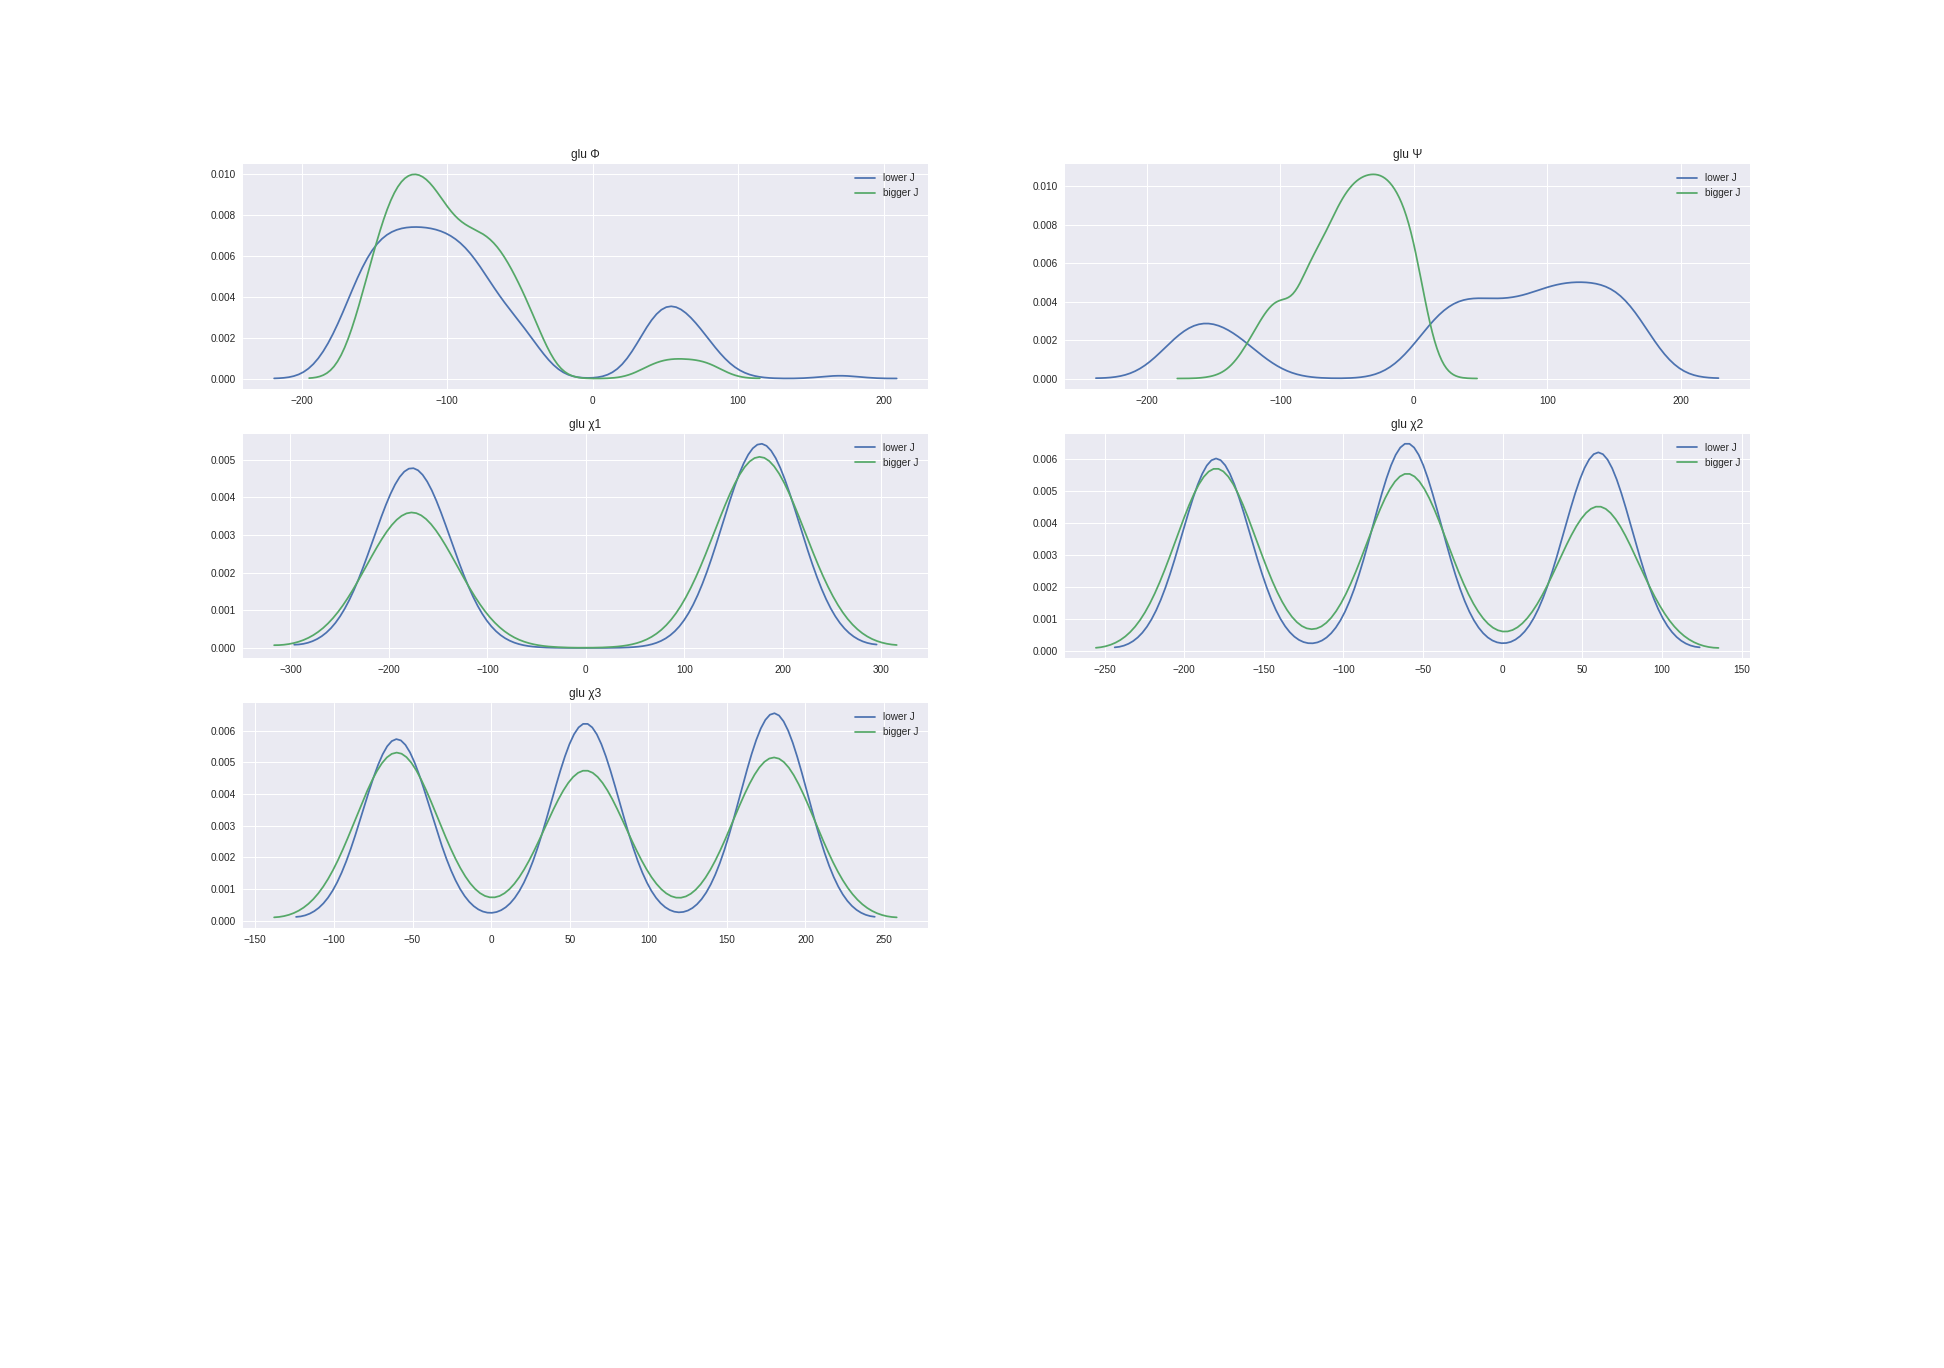 glu Φ
0.010
0.008
0.006
0.004
0.002
0.000
lower J
bigger J
−200 −100 0 100 200
glu Ψ
0.010
0.008
0.006
0.004
0.002
0.000
lower J
bigger J
−200 −100 0 100 200
glu χ1
0.005
0.004
0.003
0.002
0.001
0.000
lower J
bigger J
−300 −200 −100 0 100 200 300
glu χ2
0.006
0.005
0.004
0.003
0.002
0.001
0.000
lower J
bigger J
−250 −200 −150 −100 −50 0 50 100 150
glu χ3
0.006
0.005
0.004
0.003
0.002
0.001
0.000
lower J
bigger J
−150 −100 −50 0 50 100 150 200 250